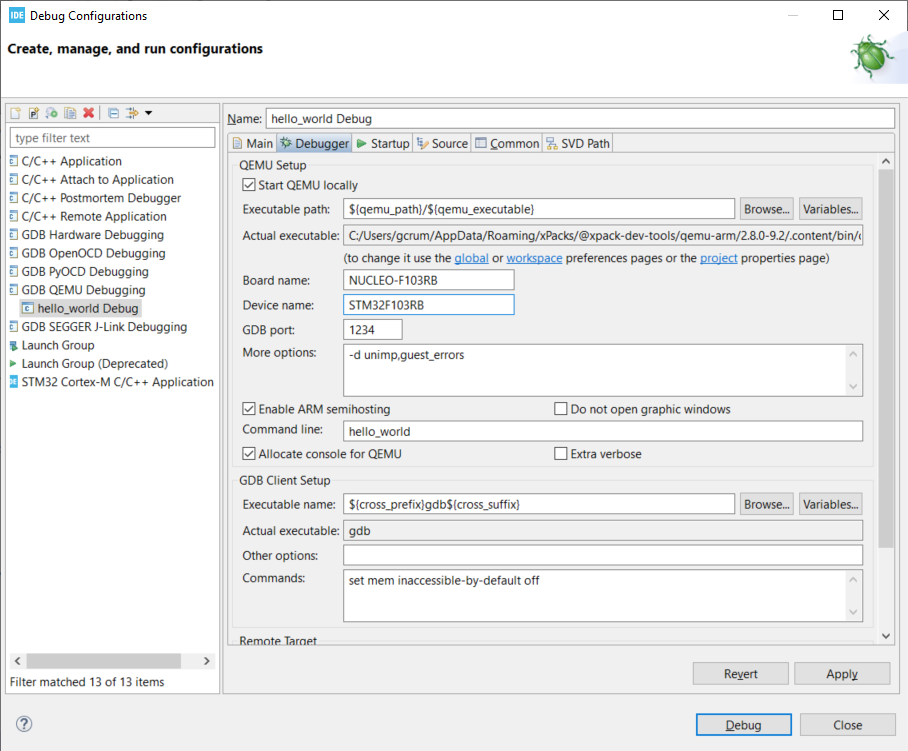 IDE Debug Configurations
Create, manage, and run configurations
type filter text
C/C++ Application
C/C++ Attach to Application
C/C++ Postmortem Debugger
C/C++ Remote Application
GDB Hardware Debugging
GDB OpenOCD Debugging
GDB PyOCD Debugging
GDB QEMU Debugging
hello_world Debug
GDB SEGGER J-Link Debugging
Launch Group
Launch Group (Deprecated)
IDE STM32 Cortex-M C/C++ Application
Filter matched 13 of 13 items
Name: hello_world Debug
Main Debugger Startup Source Common SVD Path
QEMU Setup
Start QEMU locally
Executable path: ${qemu_path}/${qemu_executable} Browse... Variables...
Actual executable: C:/Users/gcrum/AppData/Roaming/xPacks/@xpack-dev-tools/qemu-arm/2.8.0-9.2/.content/bin/
(to change it use the global or workspace preferences pages or the project properties page)
Board name: NUCLEO-F103RB
Device name: STM32F103RB
GDB port: 1234
More options: -d unimp,guest_errors
Enable ARM semihosting Do not open graphic windows
Command line: hello_world
Allocate console for QEMU Extra verbose
GDB Client Setup
Executable name: ${cross_prefix}gdb${cross_suffix} Browse... Variables...
Actual executable: gdb
Other options:
Commands: set mem inaccessible-by-default off
Remote Target
Revert Apply
? Debug Close